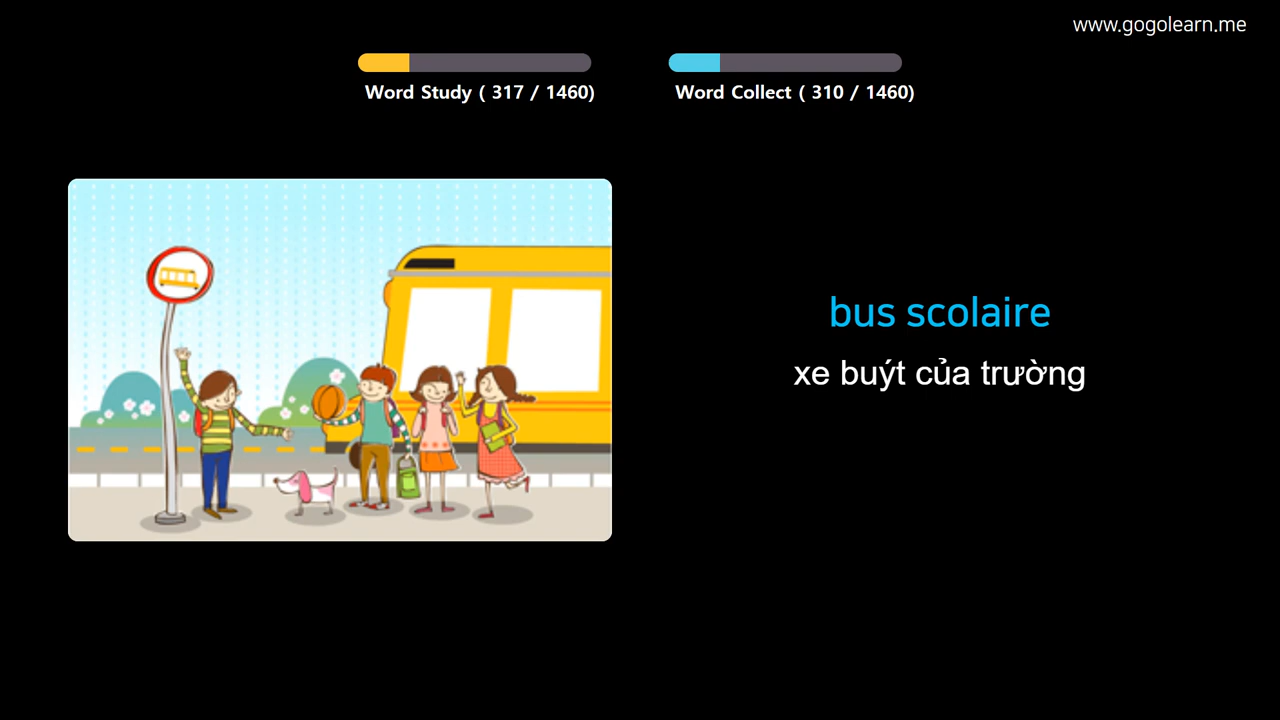 www.gogolearn.me
Word Study ( 317 / 1460)
Word Collect ( 310 / 1460)
bus scolaire
xe buýt của trường